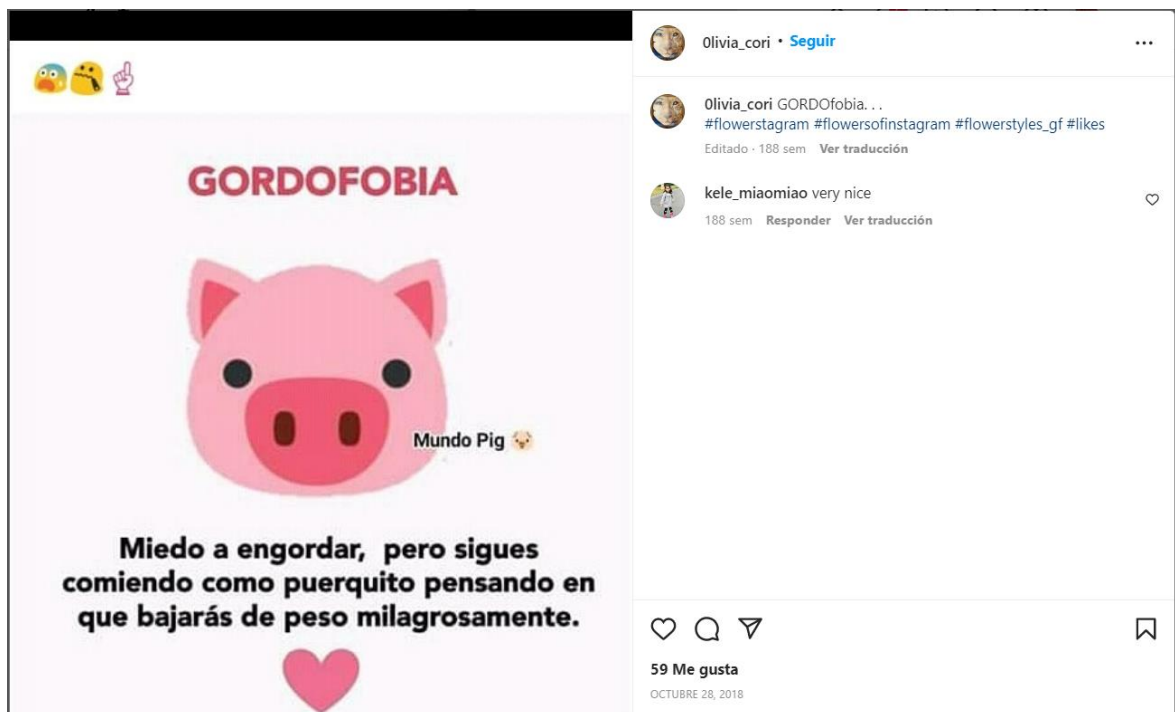 GORDOFOBIA
Mundo Pig
Miedo a engordar, pero sigues
comiendo como puerquito pensando en
que bajarás de peso milagrosamente.
0livia_cori • Seguir
0livia_cori GORDOfobia. . .
#flowerstagram #flowersofinstagram #flowerstyles_gf #likes
Editado · 188 sem Ver traducción
kele_miaomiao very nice
188 sem Responder Ver traducción
59 Me gusta
OCTUBRE 28, 2018